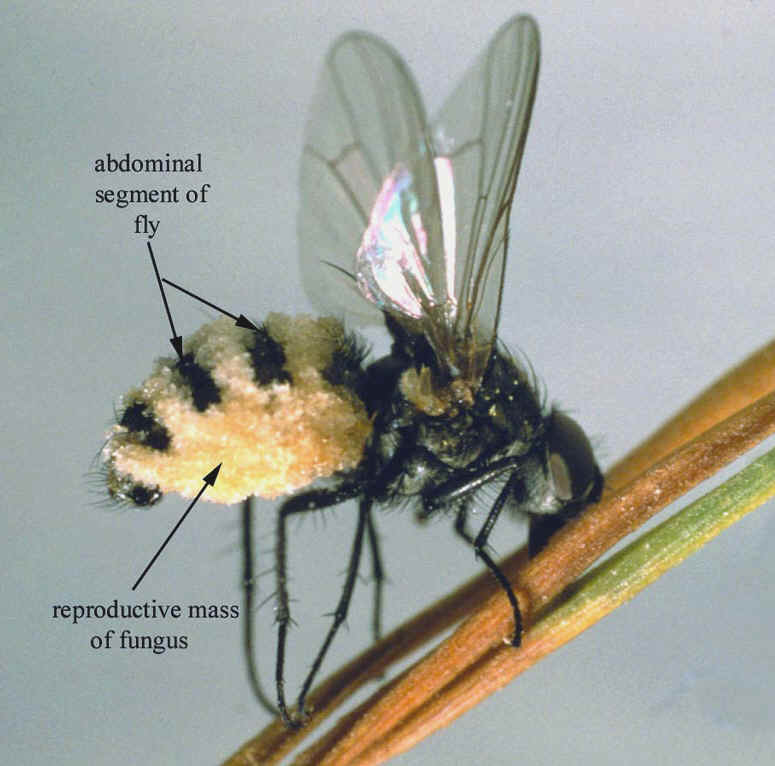 abdominal
segment of
fly
reproductive mass
of fungus